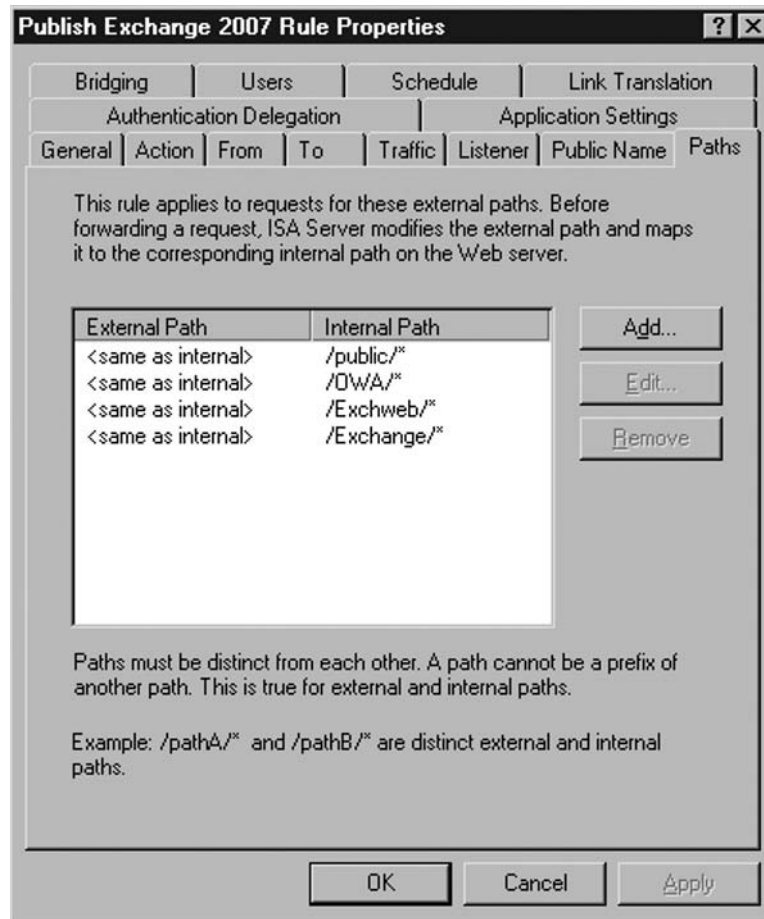 Publish Exchange 2007 Rule Properties
Bridging Users Schedule Link Translation
Authentication Delegation Application Settings
General Action From To Traffic Listener Public Name Paths
This rule applies to requests for these external paths. Before
forwarding a request, ISA Server modifies the external path and maps
it to the corresponding internal path on the Web server.
External Path Internal Path Add...
<same as internal> /public/*
<same as internal> /OWA/* Edit...
<same as internal> /Exchweb/*
<same as internal> /Exchange/* Remove
Paths must be distinct from each other. A path cannot be a prefix of
another path. This is true for external and internal paths.
Example: /pathA/* and /pathB/* are distinct external and internal
paths.
OK Cancel Apply